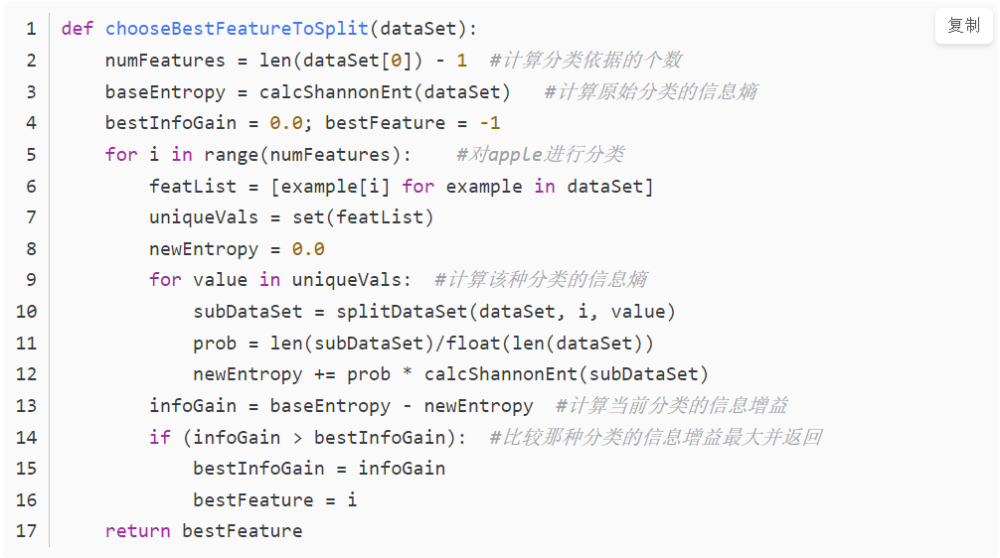 复制
1 def chooseBestFeatureToSplit(dataSet):
2     numFeatures = len(dataSet[0]) - 1  #计算分类依据的个数
3     baseEntropy = calcShannonEnt(dataSet)   #计算原始分类的信息熵
4     bestInfoGain = 0.0; bestFeature = -1
5     for i in range(numFeatures):    #对apple进行分类
6         featList = [example[i] for example in dataSet]
7         uniqueVals = set(featList)
8         newEntropy = 0.0
9         for value in uniqueVals:  #计算该种分类的信息熵
10             subDataSet = splitDataSet(dataSet, i, value)
11             prob = len(subDataSet)/float(len(dataSet))
12             newEntropy += prob * calcShannonEnt(subDataSet)
13         infoGain = baseEntropy - newEntropy  #计算当前分类的信息增益
14         if (infoGain > bestInfoGain):  #比较那种分类的信息增益最大并返回
15             bestInfoGain = infoGain
16             bestFeature = i
17     return bestFeature